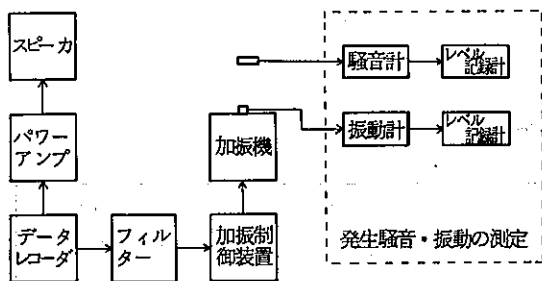 スピーカ
パワー
アンプ
データ
レコーダ
フィル
ター
加振機
加振制
御装置
騒音計
レベル
記録計
振動計
レベル
記録計
発生騒音・振動の測定